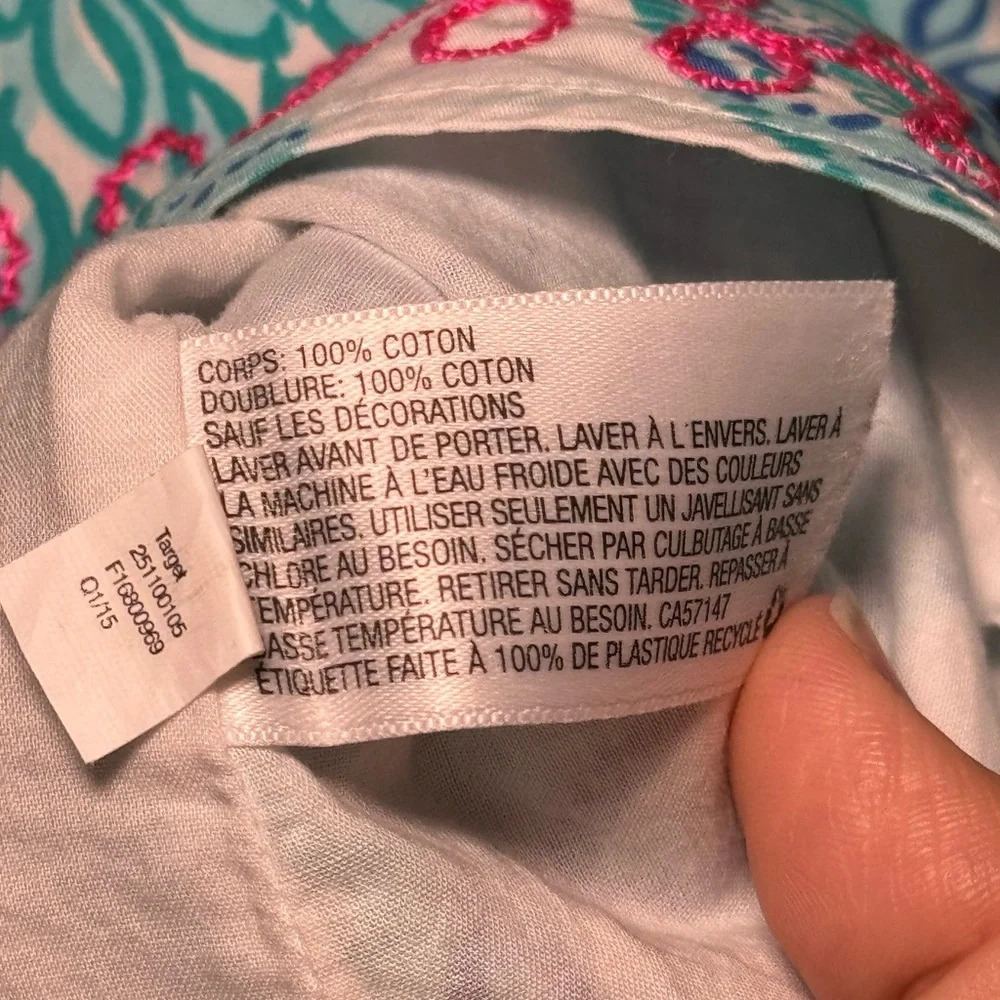 CORPS: 100% COTON
DOUBLURE: 100% COTON
SAUF LES DÉCORATIONS
LAVER AVANT DE PORTER. LAVER À L'ENVERS. LAVER À
LA MACHINE À L'EAU FROIDE AVEC DES COULEURS
SIMILAIRES. UTILISER SEULEMENT UN JAVELLISANT SANS
CHLORE AU BESOIN. SÉCHER PAR CULBUTAGE À BASSE
TEMPÉRATURE. RETIRER SANS TARDER. REPASSER À
BASSE TEMPÉRATURE AU BESOIN. CA57147
ÉTIQUETTE FAITE À 100% DE PLASTIQUE RECYCLÉ
Target
251100105
F1G800969
Q1/15